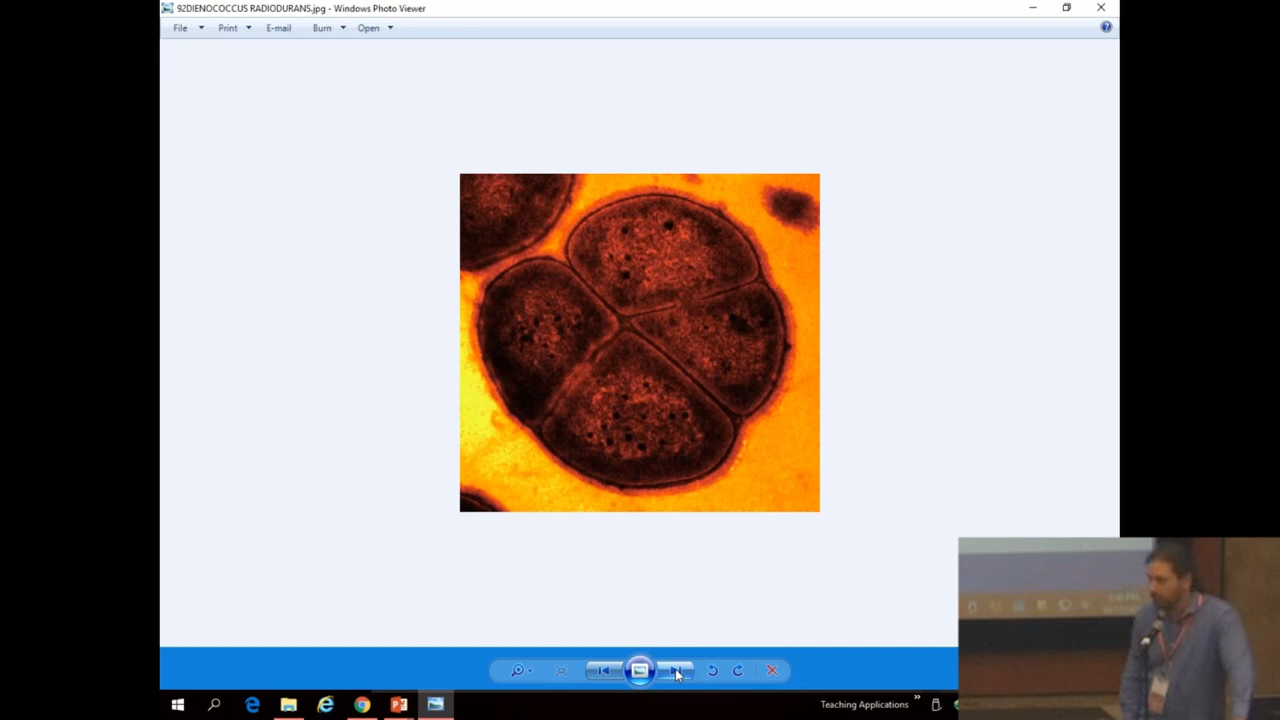 92DIENOCOCCUS RADIODURANS.jpg - Windows Photo Viewer
File Print E-mail Burn Open
Teaching Applications